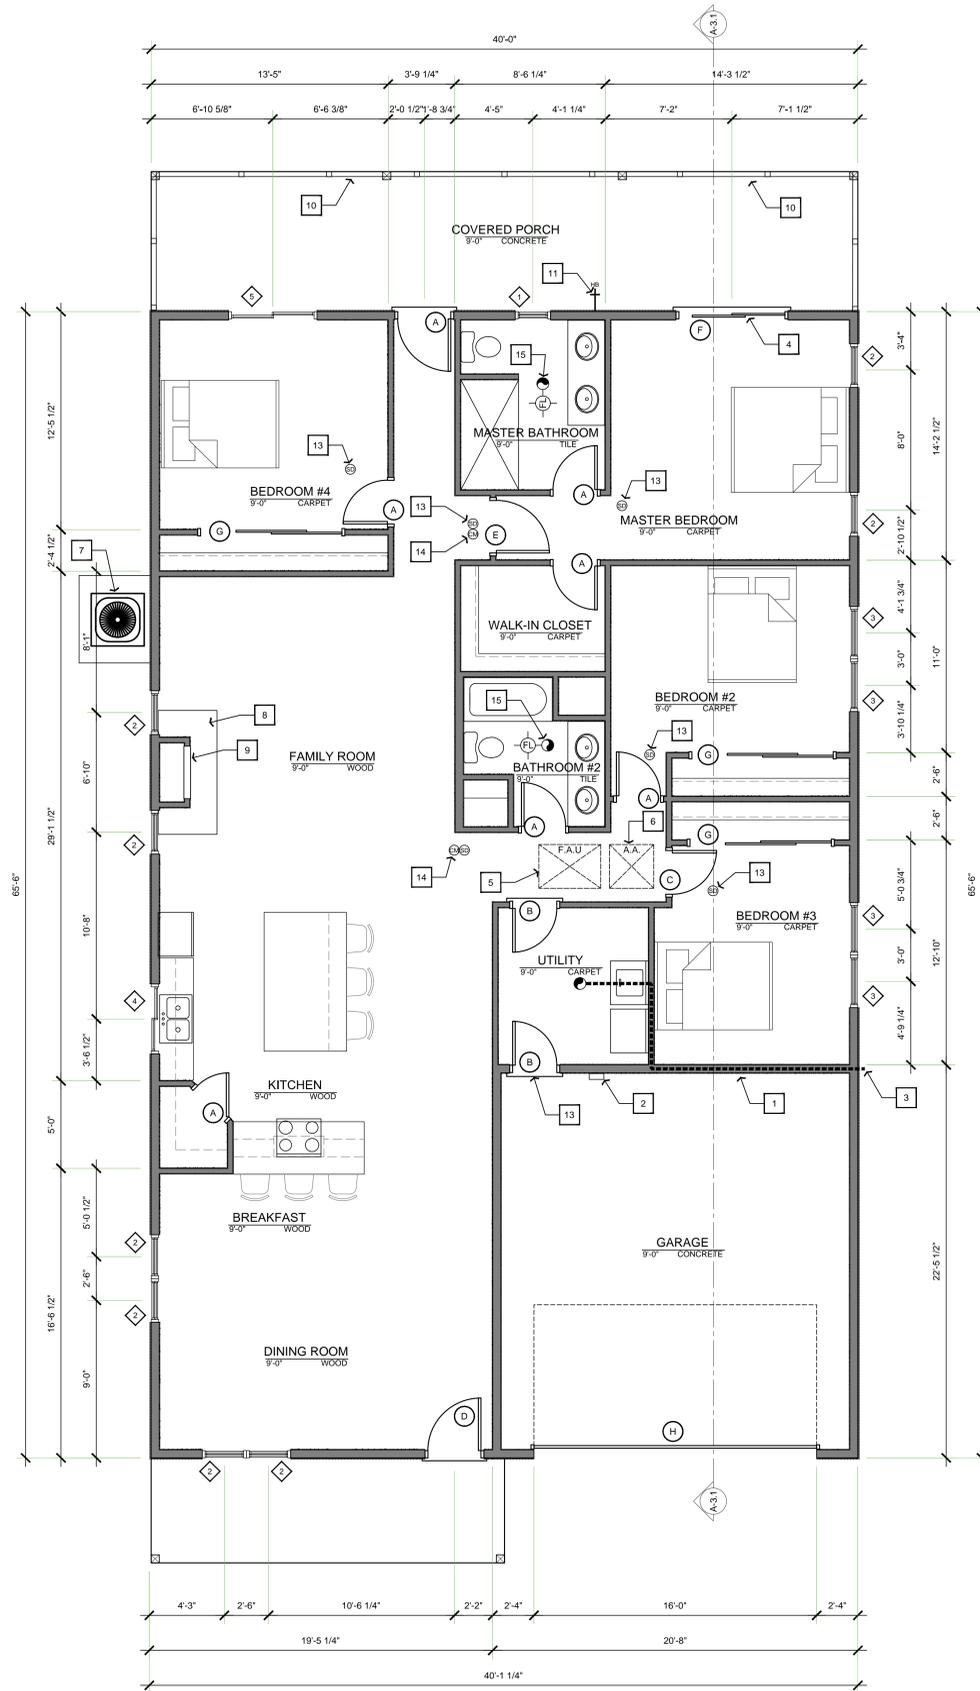 A-3.1
40'-0"
13'-5" 3'-9 1/4" 8'-6 1/4" 14'-3 1/2"
6'-10 5/8" 6'-6 3/8" 2'-0 1/2" 1'-8 3/4" 4'-5" 4'-1 1/4" 7'-2" 7'-1 1/2"
10 10
COVERED PORCH
9'-0" CONCRETE
11 HB
5 1
A F 4
15
2
3'-4"
FL
12'-5 1/2"
MASTER BATHROOM
9'-0" TILE
8'-0"
14'-2 1/2"
13
SD
BEDROOM #4
9'-0" CARPET
A
13
SD
A
13
SD
MASTER BEDROOM
9'-0" CARPET
2
2'-10 1/2"
G
14
CM
E
2'-4 1/2"
7
A
8'-1"
4'-1 3/4"
3
WALK-IN CLOSET
9'-0" CARPET
3'-0"
11'-0"
BEDROOM #2
9'-0" CARPET
3
3'-10 1/4"
15
8
2
9
FL
13
SD
G
FAMILY ROOM
9'-0" WOOD
BATHROOM #2
9'-0" TILE
6'-10"
2'-6"
A
29'-1 1/2"
2
A
6
G
2'-6"
CM SD
F.A.U
A.A.
14
5
C
13
SD
5'-0 3/4"
65'-6"
65'-6"
10'-8"
B
BEDROOM #3
9'-0" CARPET
3
UTILITY
9'-0" CARPET
3'-0"
12'-10"
4
3
4'-9 1/4"
3'-6 1/2"
B
KITCHEN
9'-0" WOOD
A
13
2
1
3
5'-0"
BREAKFAST
9'-0" WOOD
5'-0 1/2"
2
GARAGE
9'-0" CONCRETE
22'-5 1/2"
2'-6"
16'-6 1/2"
2
DINING ROOM
9'-0" WOOD
9'-0"
D
H
2 2
A-3.1
4'-3" 2'-6" 10'-6 1/4" 2'-2" 2'-4" 16'-0" 2'-4"
19'-5 1/4" 20'-8"
40'-1 1/4"